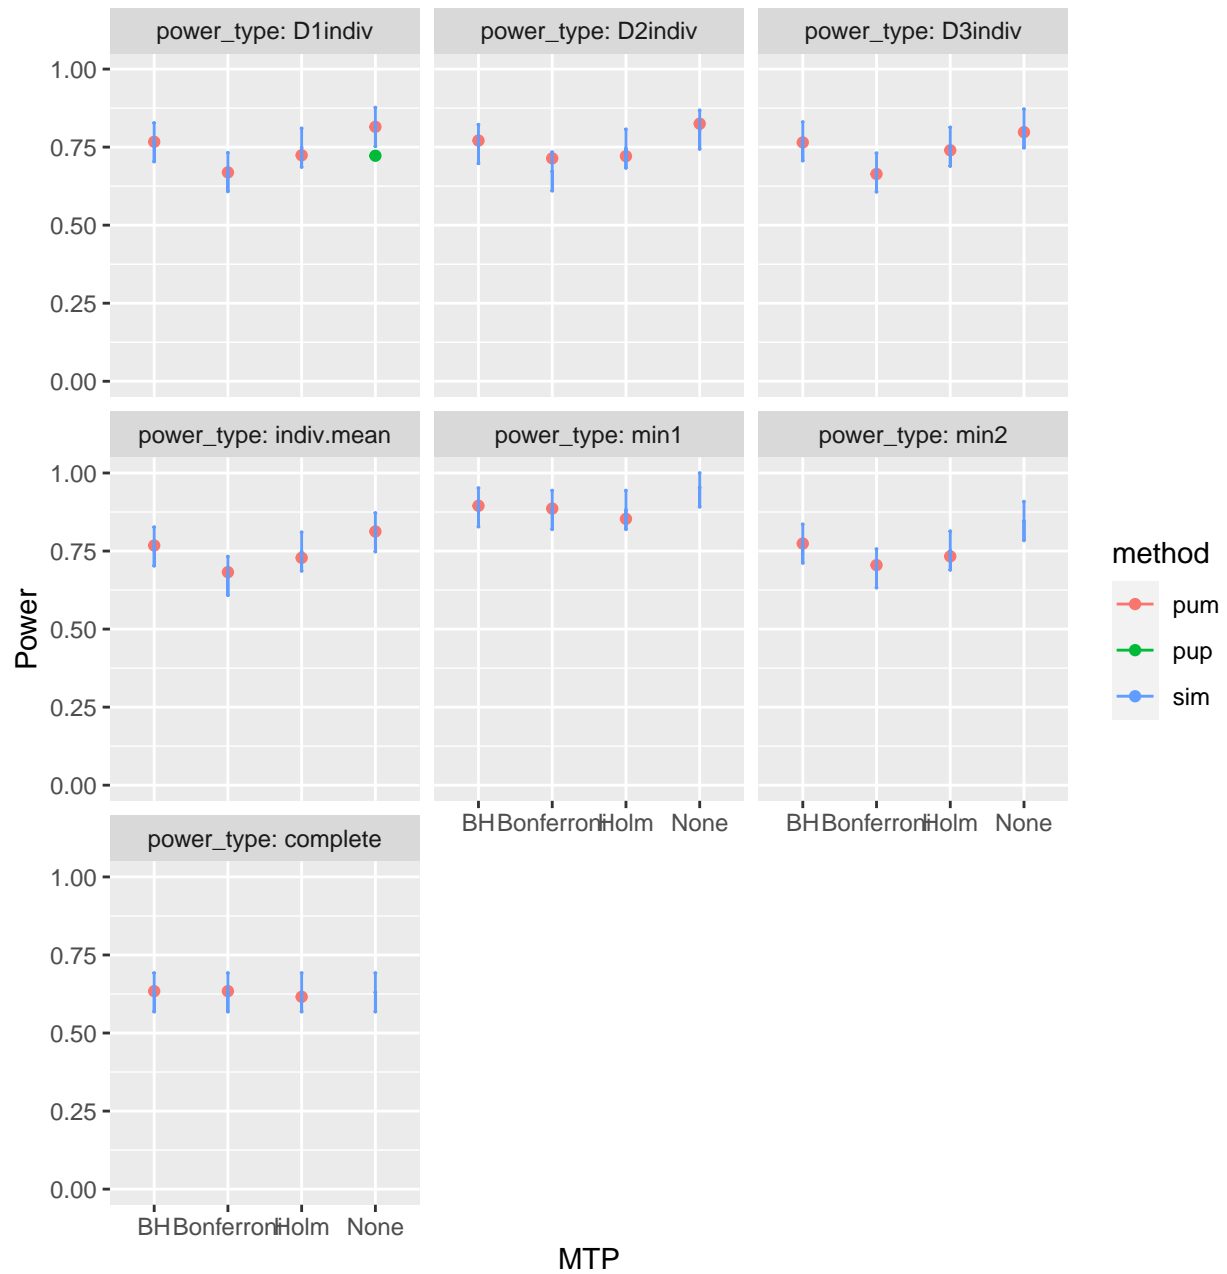 power_type: D1indiv
power_type: D2indiv
power_type: D3indiv
1.00
0.75
0.50
0.25
0.00
power_type: indiv.mean
power_type: min1
power_type: min2
1.00
0.75
0.50
0.25
0.00
BH Bonferroni Holm None
BH Bonferroni Holm None
power_type: complete
1.00
0.75
0.50
0.25
0.00
BH Bonferroni Holm None
MTP
Power
method
pum
pup
sim